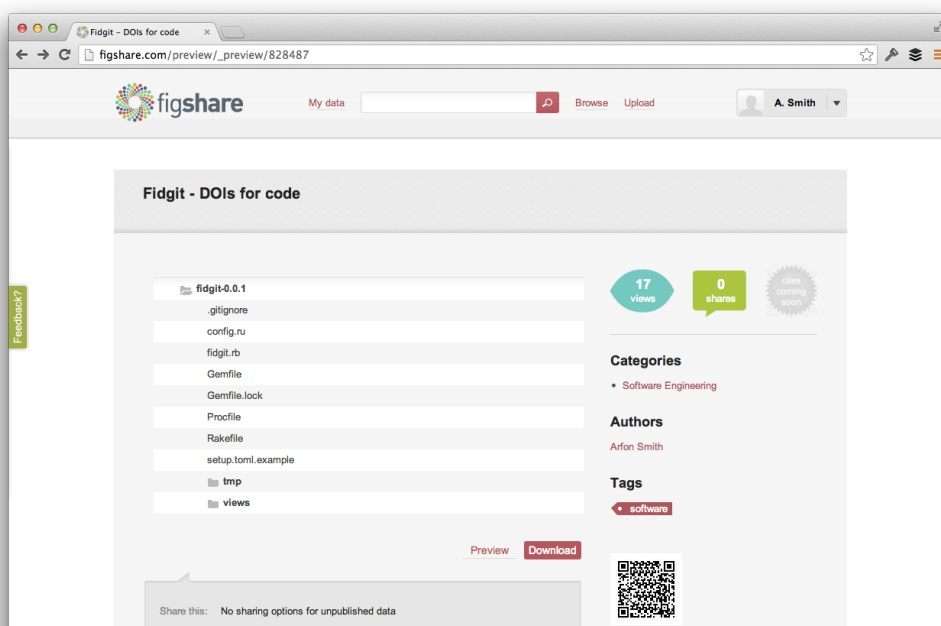 Fidgit - DOIs for code
figshare.com/preview/_preview/828487
figshare
My data
Browse
Upload
A. Smith
Fidgit - DOIs for code
Feedback?
fidgit-0.0.1
.gitignore
config.ru
fidgit.rb
Gemfile
Gemfile.lock
Procfile
Rakefile
setup.toml.example
tmp
views
Preview
Download
Share this: No sharing options for unpublished data
17
views
0
shares
cites
coming
soon
Categories
Software Engineering
Authors
Arfon Smith
Tags
software